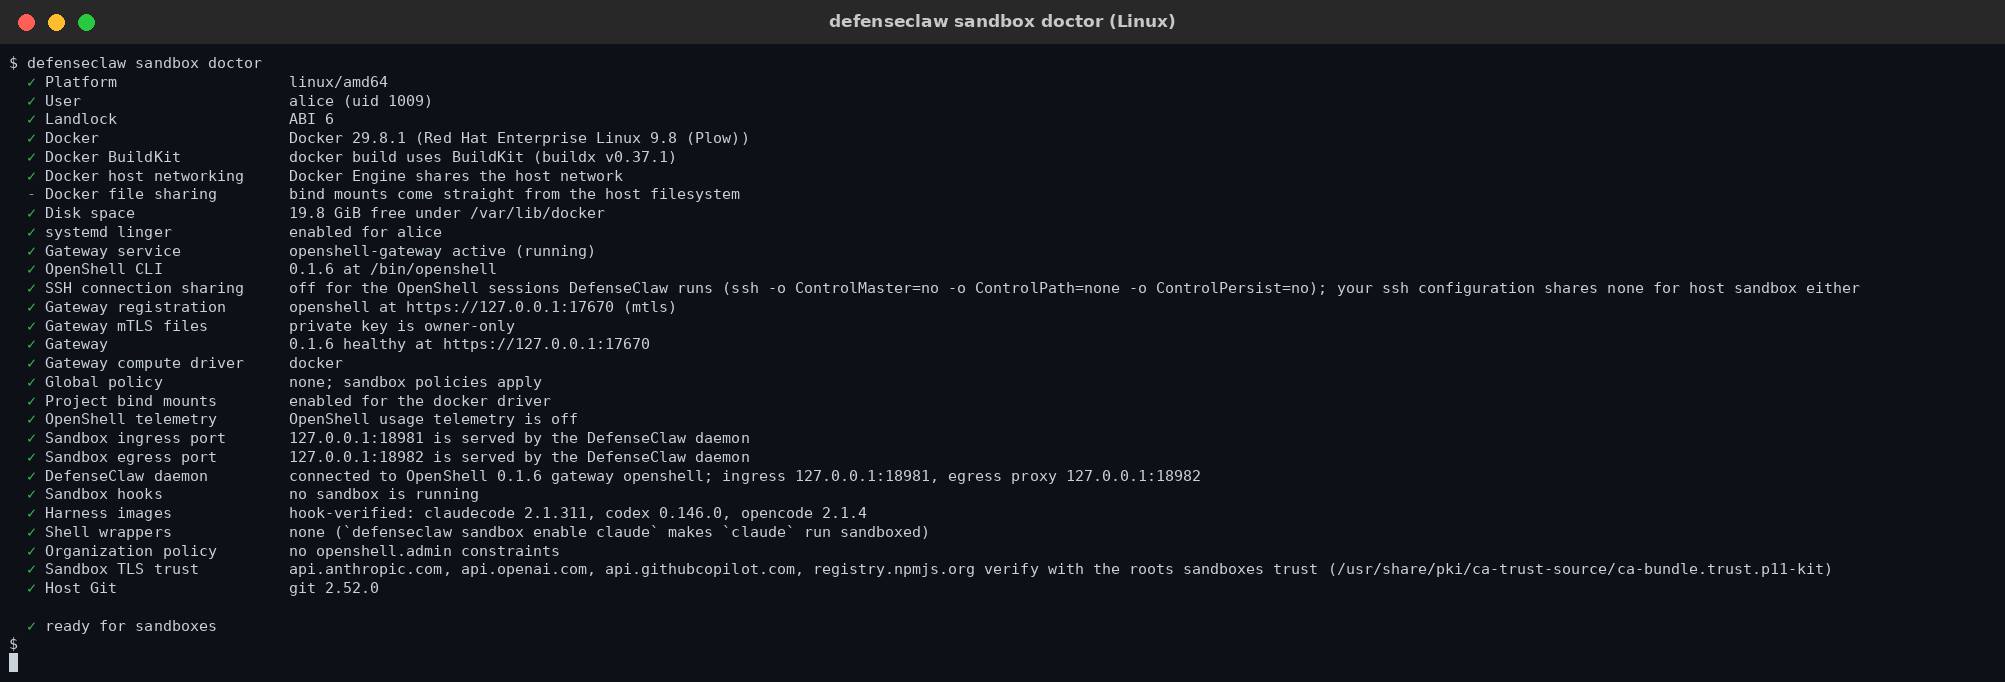 defenseclaw sandbox doctor (Linux)
$ defenseclaw sandbox doctor
✓ Platform linux/amd64
✓ User alice (uid 1009)
✓ Landlock ABI 6
✓ Docker Docker 29.8.1 (Red Hat Enterprise Linux 9.8 (Plow))
✓ Docker BuildKit docker build uses BuildKit (buildx v0.37.1)
✓ Docker host networking Docker Engine shares the host network
- Docker file sharing bind mounts come straight from the host filesystem
✓ Disk space 19.8 GiB free under /var/lib/docker
✓ systemd linger enabled for alice
✓ Gateway service openshell-gateway active (running)
✓ OpenShell CLI 0.1.6 at /bin/openshell
✓ SSH connection sharing off for the OpenShell sessions DefenseClaw runs (ssh -o ControlMaster=no -o ControlPath=none -o ControlPersist=no); your ssh configuration shares none for host sandbox either
✓ Gateway registration openshell at https://127.0.0.1:17670 (mtls)
✓ Gateway mTLS files private key is owner-only
✓ Gateway 0.1.6 healthy at https://127.0.0.1:17670
✓ Gateway compute driver docker
✓ Global policy none; sandbox policies apply
✓ Project bind mounts enabled for the docker driver
✓ OpenShell telemetry OpenShell usage telemetry is off
✓ Sandbox ingress port 127.0.0.1:18981 is served by the DefenseClaw daemon
✓ Sandbox egress port 127.0.0.1:18982 is served by the DefenseClaw daemon
✓ DefenseClaw daemon connected to OpenShell 0.1.6 gateway openshell; ingress 127.0.0.1:18981, egress proxy 127.0.0.1:18982
✓ Sandbox hooks no sandbox is running
✓ Harness images hook-verified: claudecode 2.1.311, codex 0.146.0, opencode 2.1.4
✓ Shell wrappers none (`defenseclaw sandbox enable claude` makes `claude` run sandboxed)
✓ Organization policy no openshell.admin constraints
✓ Sandbox TLS trust api.anthropic.com, api.openai.com, api.githubcopilot.com, registry.npmjs.org verify with the roots sandboxes trust (/usr/share/pki/ca-trust-source/ca-bundle.trust.p11-kit)
✓ Host Git git 2.52.0
✓ ready for sandboxes
$